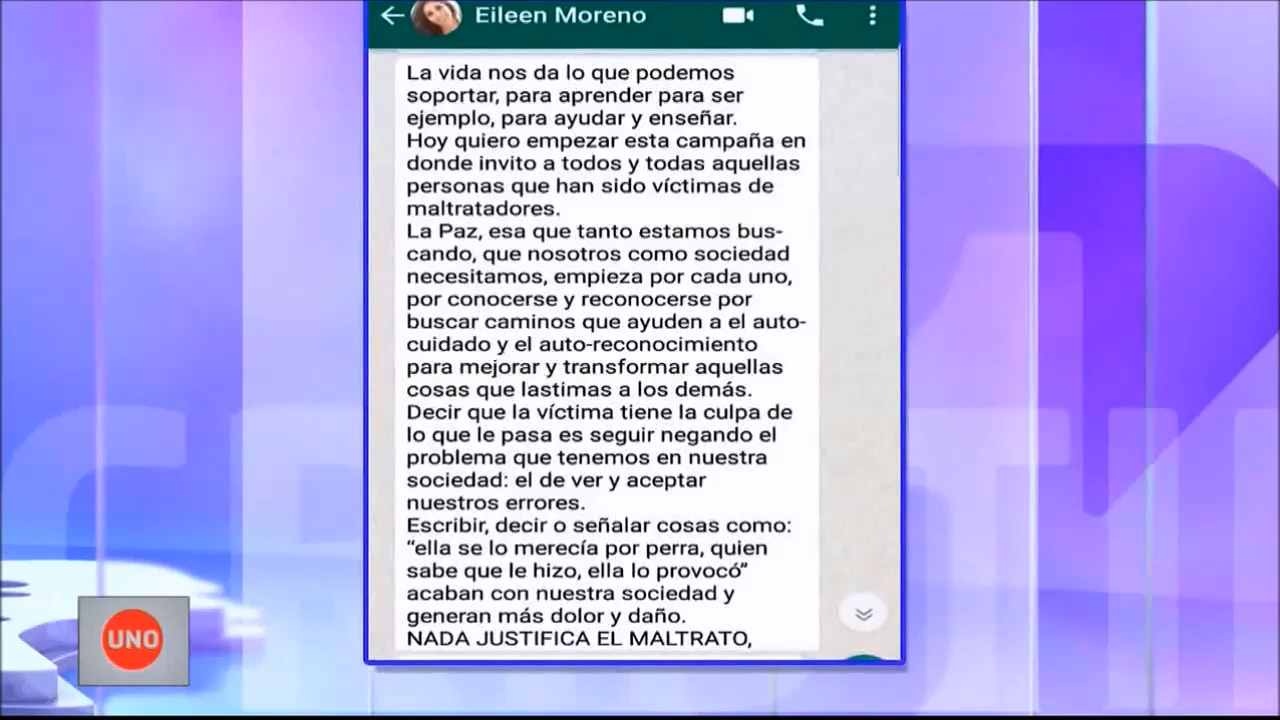 Eileen Moreno
La vida nos da lo que podemos
soportar, para aprender para ser
ejemplo, para ayudar y enseñar.
Hoy quiero empezar esta campaña en
donde invito a todos y todas aquellas
personas que han sido víctimas de
maltratadores.
La Paz, esa que tanto estamos bus-
cando, que nosotros como sociedad
necesitamos, empieza por cada uno,
por conocerse y reconocerse por
buscar caminos que ayuden a el auto-
cuidado y el auto-reconocimiento
para mejorar y transformar aquellas
cosas que lastimas a los demás.
Decir que la víctima tiene la culpa de
lo que le pasa es seguir negando el
problema que tenemos en nuestra
sociedad: el de ver y aceptar
nuestros errores.
Escribir, decir o señalar cosas como:
“ella se lo merecía por perra, quien
sabe que le hizo, ella lo provocó”
acaban con nuestra sociedad y
generan más dolor y daño.
NADA JUSTIFICA EL MALTRATO,
UNO